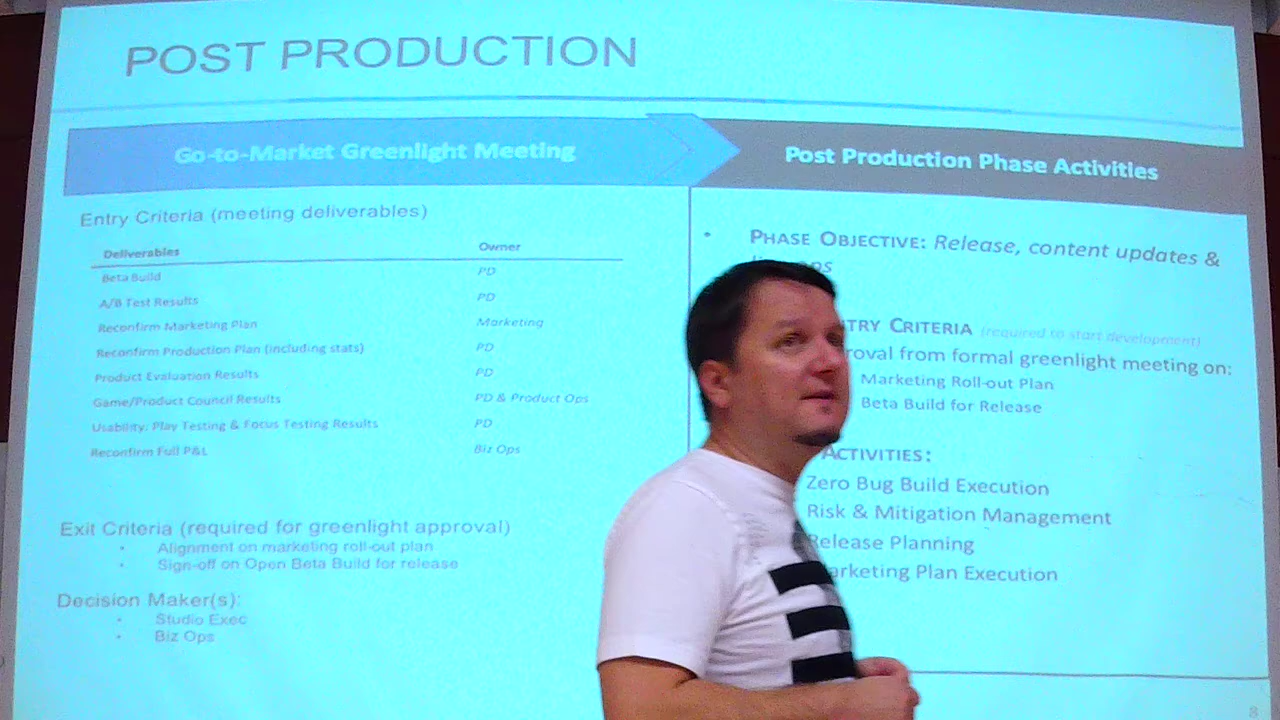 POST PRODUCTION
Go-to-Market Greenlight Meeting
Post Production Phase Activities
Entry Criteria (meeting deliverables)
Deliverables Owner
Beta Build PD
A/B Test Results PD
Reconfirm Marketing Plan Marketing
Reconfirm Production Plan (including stats) PD
Product Evaluation Results PD
Game/Product Council Results PD & Product Ops
Usability: Play Testing & Focus Testing Results PD
Reconfirm Full P&L Biz Ops
Exit Criteria (required for greenlight approval)
• Alignment on marketing roll-out plan
• Sign-off on Open Beta Build for release
Decision Maker(s):
• Studio Exec
• Biz Ops
• PHASE OBJECTIVE: Release, content updates &
ops
TRY CRITERIA (required to start development)
roval from formal greenlight meeting on:
Marketing Roll-out Plan
Beta Build for Release
ACTIVITIES:
Zero Bug Build Execution
Risk & Mitigation Management
Release Planning
arketing Plan Execution
8